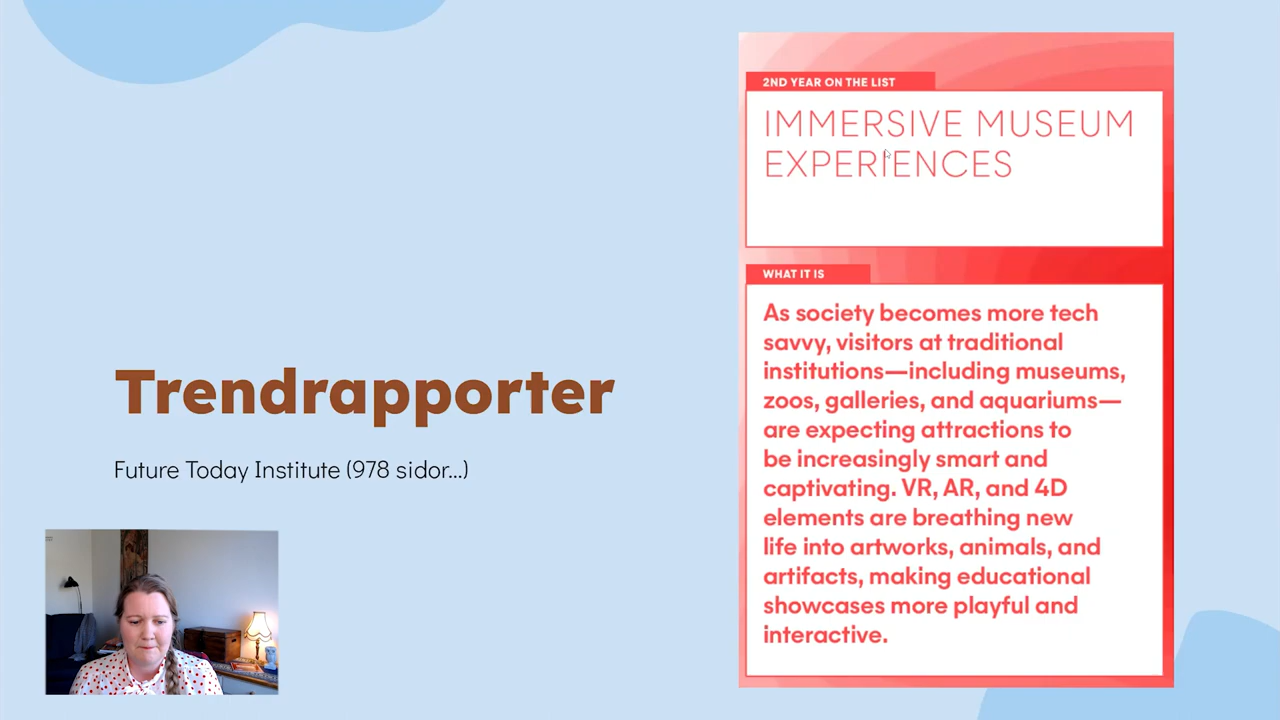 Trendrapporter
Future Today Institute (978 sidor...)
2ND YEAR ON THE LIST
IMMERSIVE MUSEUM
EXPERIENCES
WHAT IT IS
As society becomes more tech
savvy, visitors at traditional
institutions—including museums,
zoos, galleries, and aquariums—
are expecting attractions to
be increasingly smart and
captivating. VR, AR, and 4D
elements are breathing new
life into artworks, animals, and
artifacts, making educational
showcases more playful and
interactive.